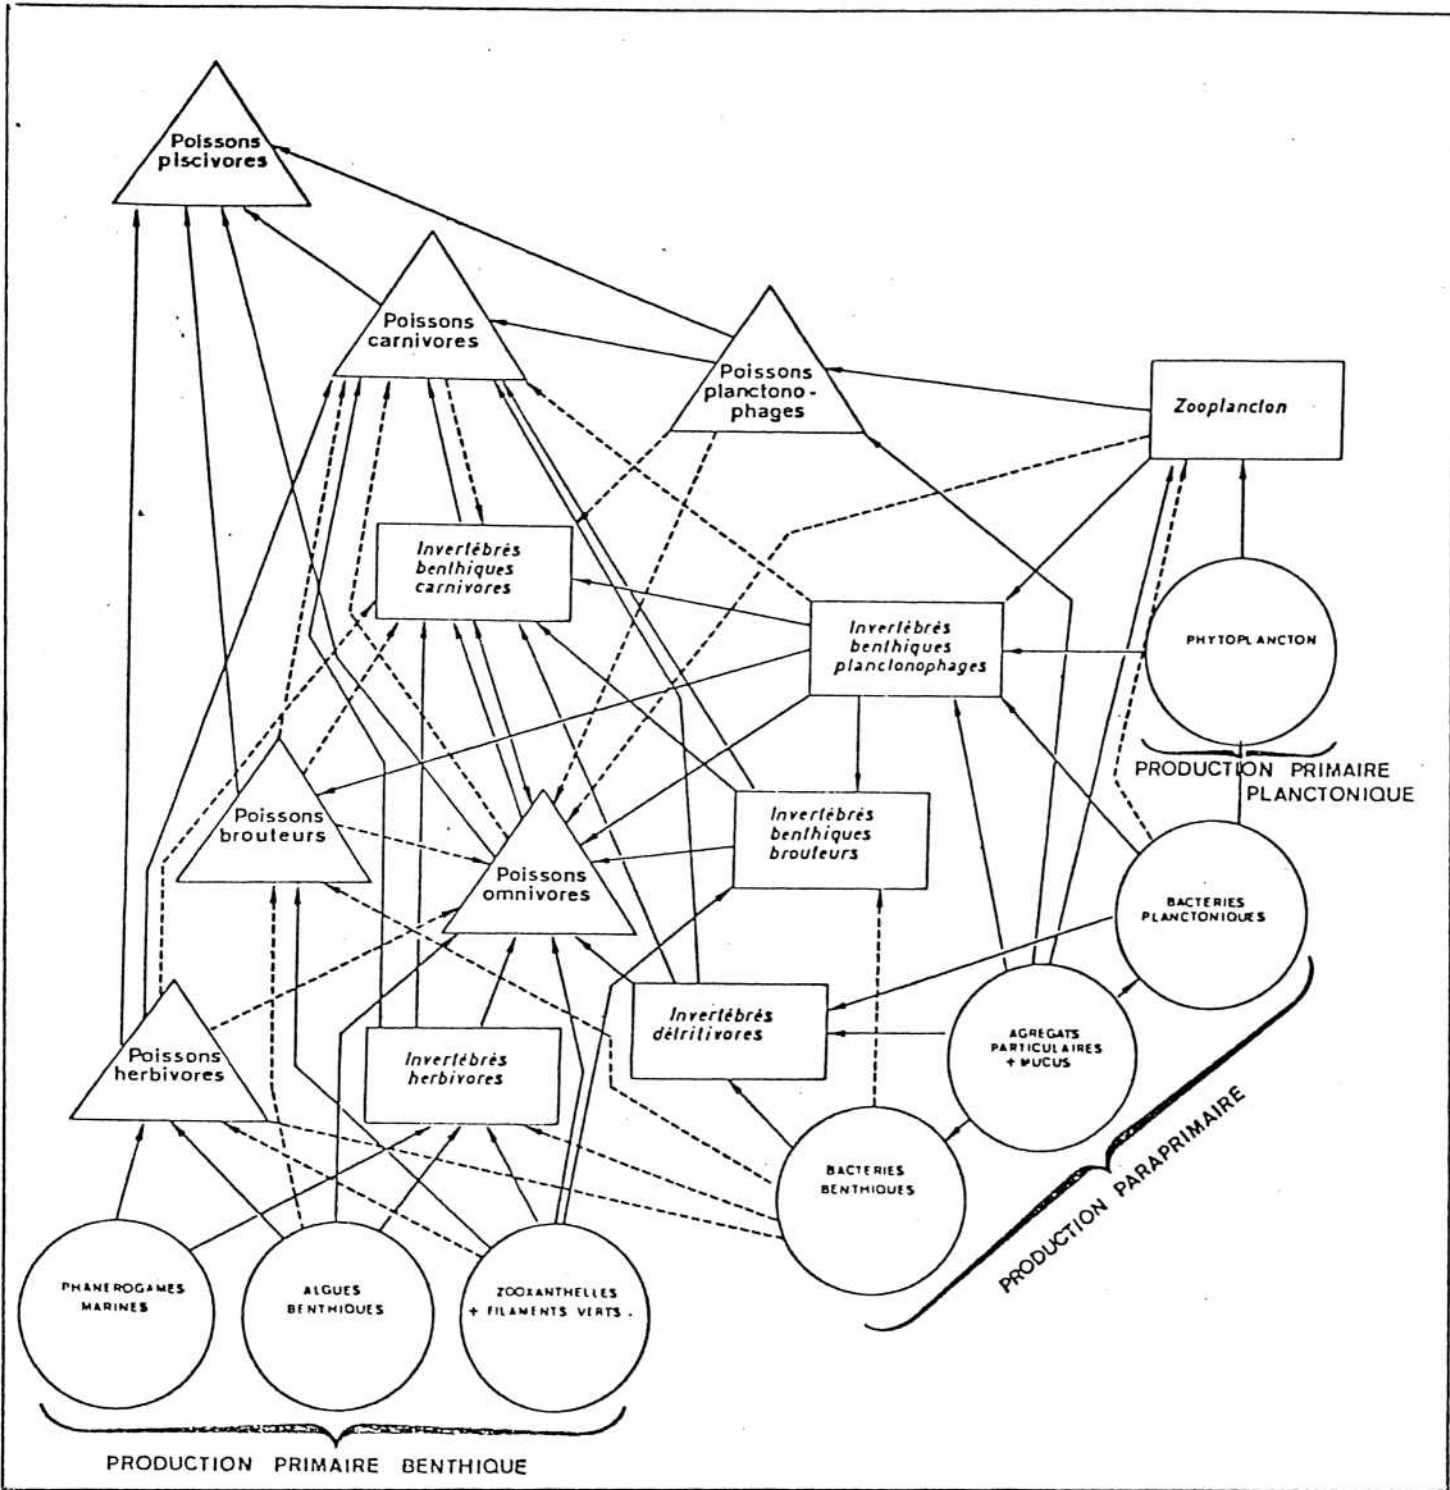 Poissons
piscivores
Poissons
carnivores
Poissons
planctono-
phages
Zooplancton
Invertébrés
benthiques
carnivores
Invertébrés
benthiques
planctonophages
PHYTOPLANCTON
PRODUCTION PRIMAIRE
PLANCTONIQUE
Poissons
brouteurs
Invertébrés
benthiques
brouteurs
Poissons
omnivores
BACTERIES
PLANCTONIQUES
Invertébrés
détritivores
AGREGATS
PARTICULAIRES
+ MUCUS
Poissons
herbivores
Invertébrés
herbivores
BACTERIES
BENTHIQUES
PRODUCTION PARAPRIMAIRE
PHANEROGAMES
MARINES
ALGUES
BENTHIQUES
ZOOXANTHELLES
+ FILAMENTS VERTS.
PRODUCTION PRIMAIRE BENTHIQUE